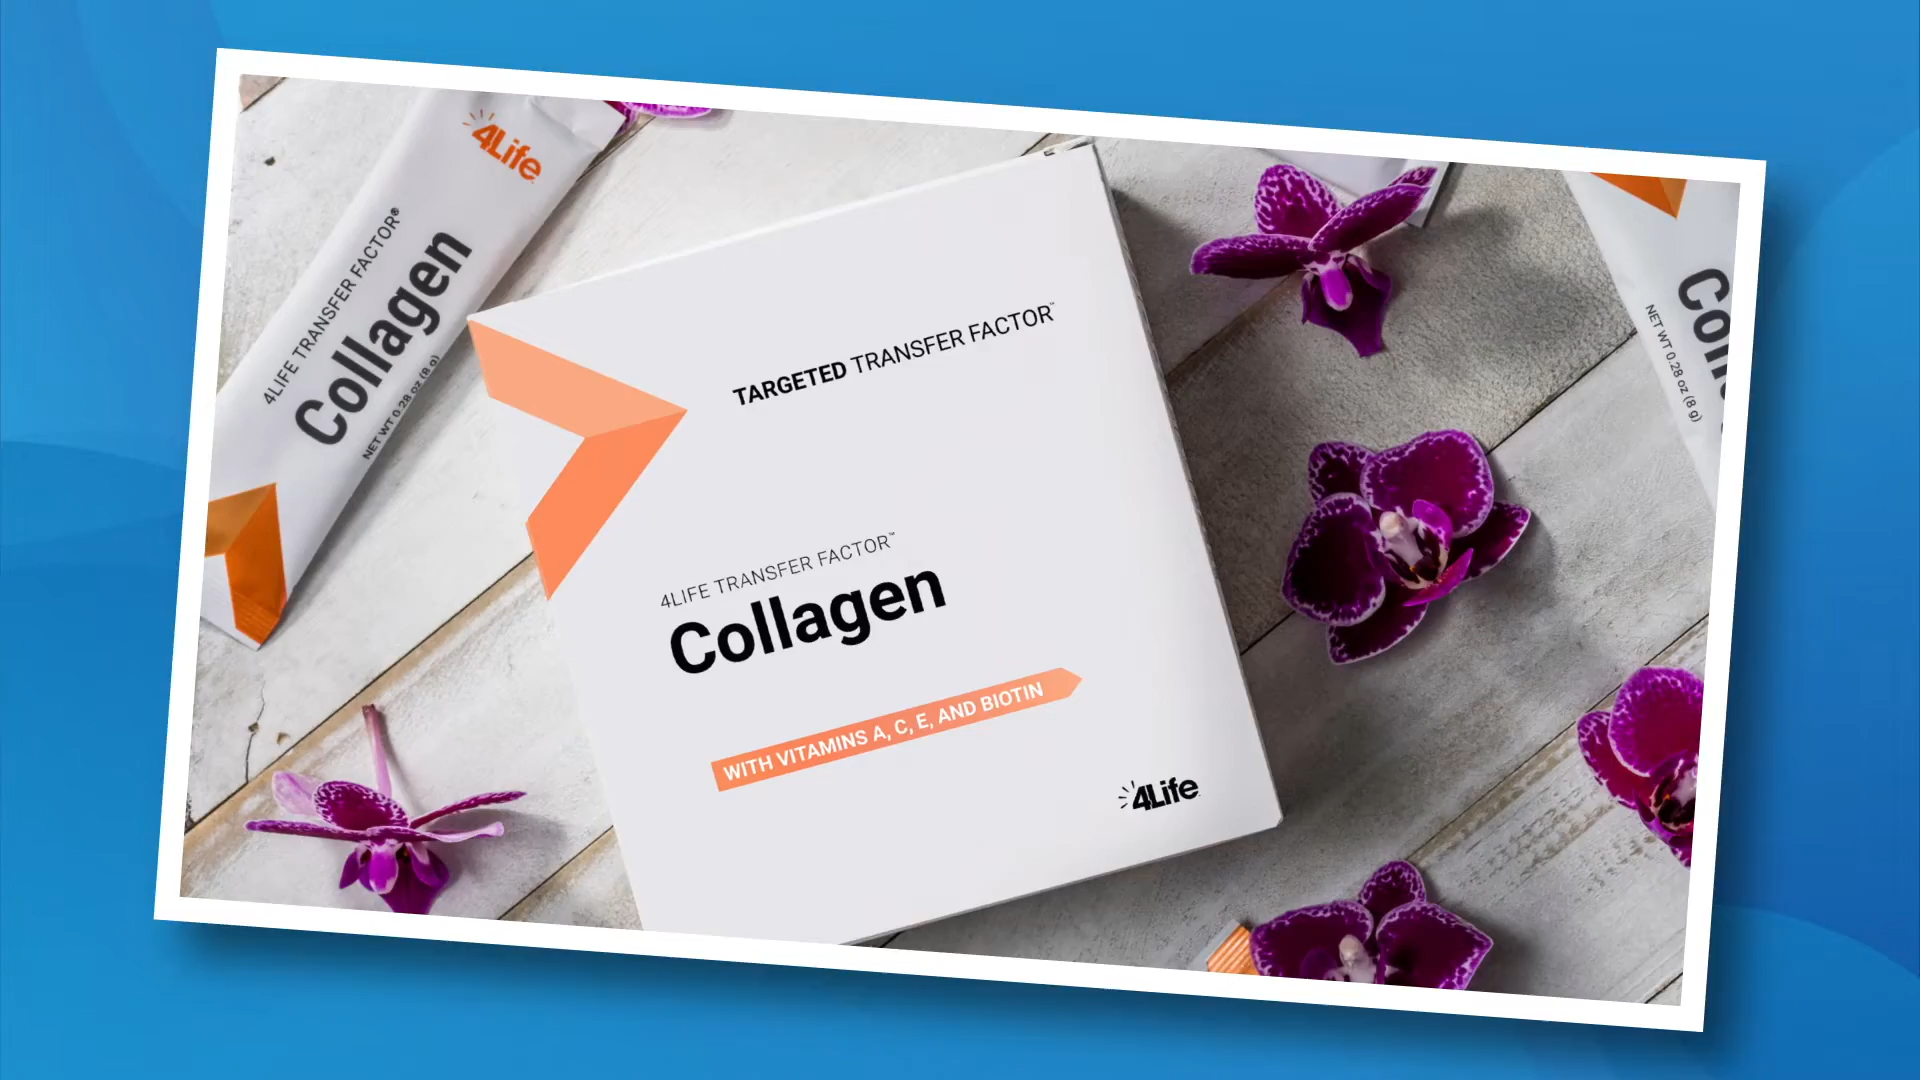 4Life
4LIFE TRANSFER FACTOR®
Collagen
NET WT 0.28 oz (8 g)
TARGETED TRANSFER FACTOR™
4LIFE TRANSFER FACTOR™
Collagen
WITH VITAMINS A, C, E, AND BIOTIN
4Life
NET WT 0.28 oz (8 g)